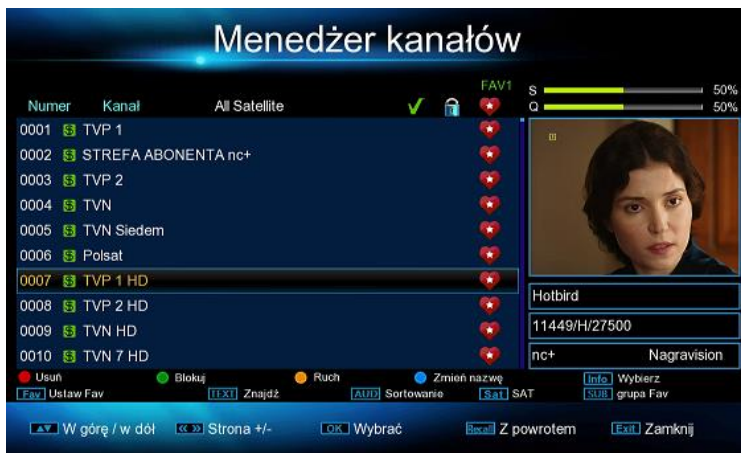 Menedżer kanałów
FAV1
S 50%
Numer Kanał All Satellite Q 50%
0001 $ TVP 1
0002 $ STREFA ABONENTA nc+
0003 $ TVP 2
0004 $ TVN
0005 $ TVN Siedem
0006 $ Polsat
0007 $ TVP 1 HD
0008 $ TVP 2 HD
0009 $ TVN HD
0010 $ TVN 7 HD
Hotbird
11449/H/27500
nc+ Nagravision
Usuń Blokuj Ruch Zmień nazwę Info Wybierz
Fav Ustaw Fav TEXT Znajdź AUD Sortowanie Sat SAT SUB grupa Fav
W górę / w dół Strona +/- OK Wybrać Recall Z powrotem Exit Zamknij